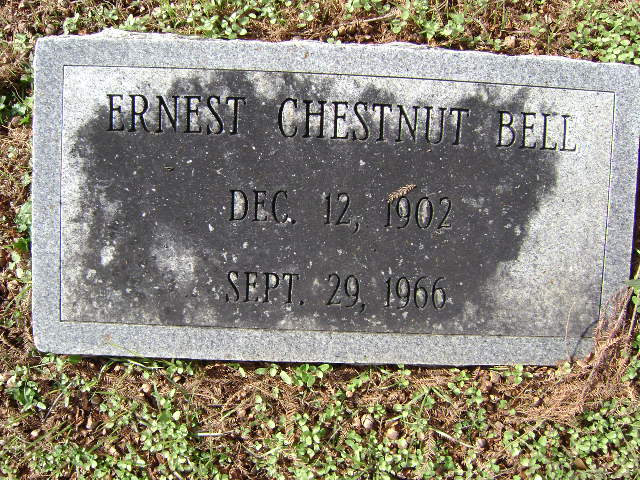 ERNEST CHESTNUT BELL
DEC. 12, 1902
SEPT. 29, 1966